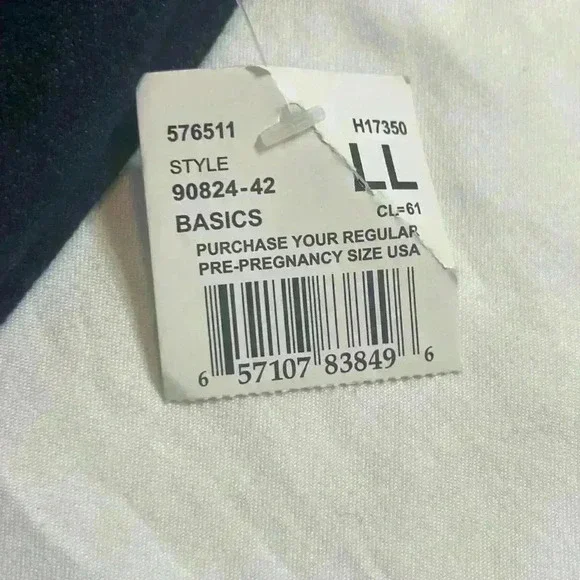 576511 H17350
STYLE LL
90824-42
BASICS CL=61
PURCHASE YOUR REGULAR
PRE-PREGNANCY SIZE USA
6 57107 83849 6